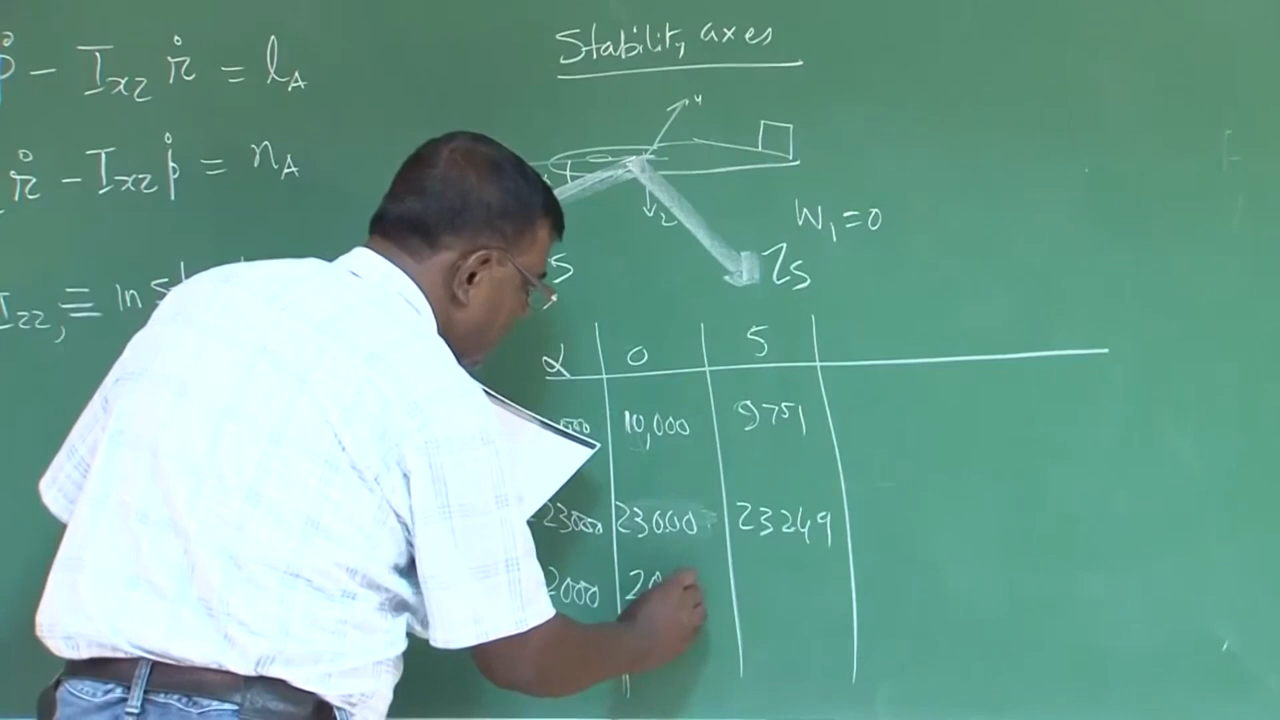 ṗ − I_xz ṙ = l_A
ṙ − I_xz ṗ = n_A
I_zz, ≡ in
Stability axes
y
z
W_1 = 0
S
Z_S
α 0 5
10,000 9751
23000 23000 23249
2000 20